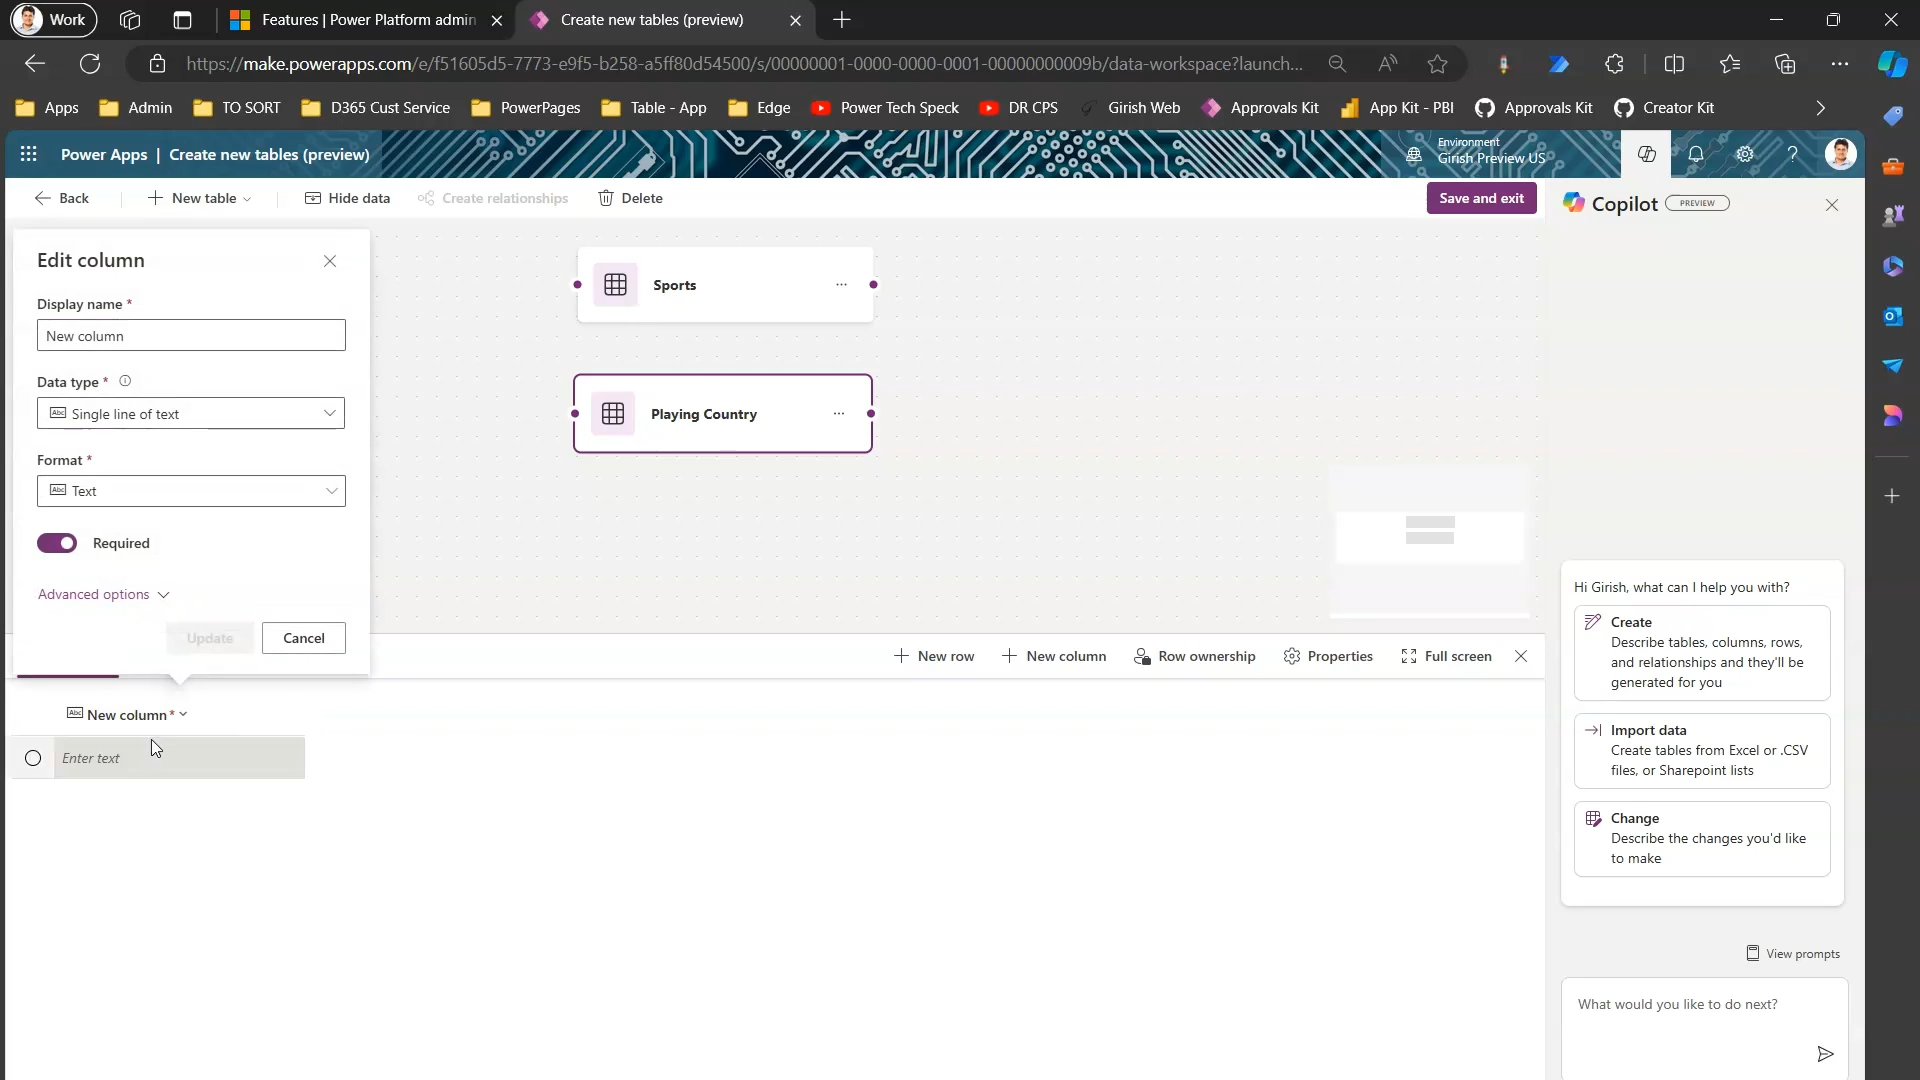 Work
Features | Power Platform admin
Create new tables (preview)
https://make.powerapps.com/e/f51605d5-7773-e9f5-b258-a5ff80d54500/s/00000001-0000-0000-0001-00000000009b/data-workspace?launch...
Apps
Admin
TO SORT
D365 Cust Service
PowerPages
Table - App
Edge
Power Tech Speck
DR CPS
Girish Web
Approvals Kit
App Kit - PBI
Approvals Kit
Creator Kit
Power Apps | Create new tables (preview)
Environment
Girish Preview US
Back
New table
Hide data
Create relationships
Delete
Save and exit
Copilot
PREVIEW
Edit column
Display name *
New column
Data type *
Abc Single line of text
Format *
Abc Text
Required
Advanced options
Update
Cancel
Sports
Playing Country
New row
New column
Row ownership
Properties
Full screen
Abc New column *
Enter text
Hi Girish, what can I help you with?
Create
Describe tables, columns, rows,
and relationships and they'll be
generated for you
Import data
Create tables from Excel or .CSV
files, or Sharepoint lists
Change
Describe the changes you'd like
to make
View prompts
What would you like to do next?